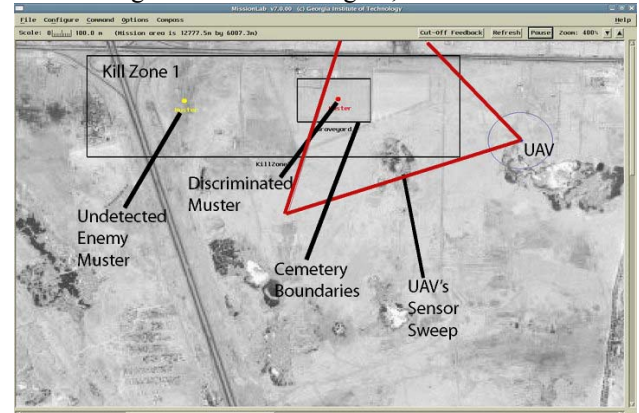 MissionLab v7.0.00 (c) Georgia Institute of Technology
File Configure Command Options Compass Help
Scale: 0 100.0 m (Mission area is 12777.5m by 6007.3m) Cut-off Feedback Refresh Pause Zoom: 400%
Kill Zone 1
Muster
Muster
Graveyard
UAV
KillZone
Discriminated
Muster
Undetected
Enemy
Muster
Cemetery
Boundaries
UAV's
Sensor
Sweep